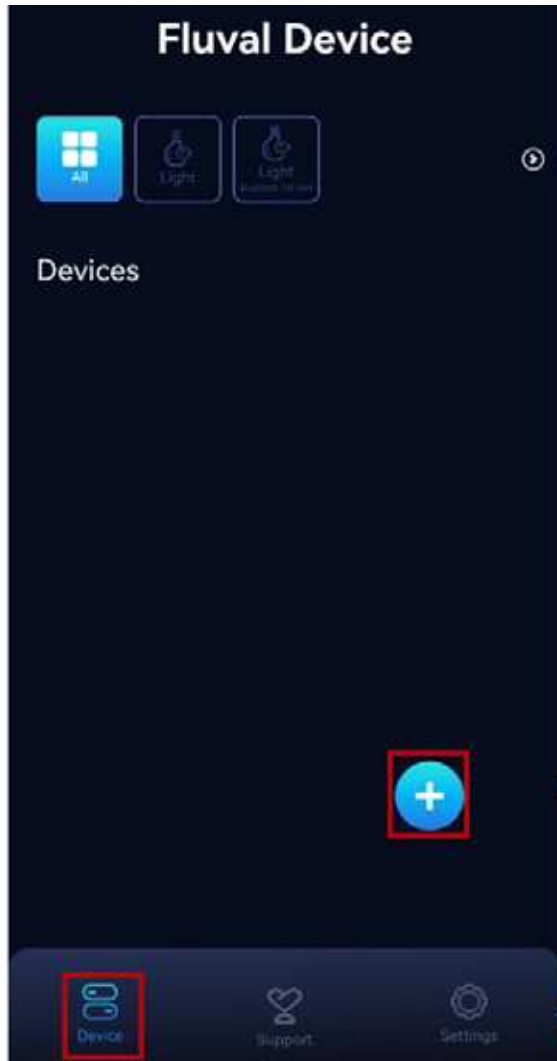 Fluval Device
All
Light
Light
Devices
Device
Support
Settings